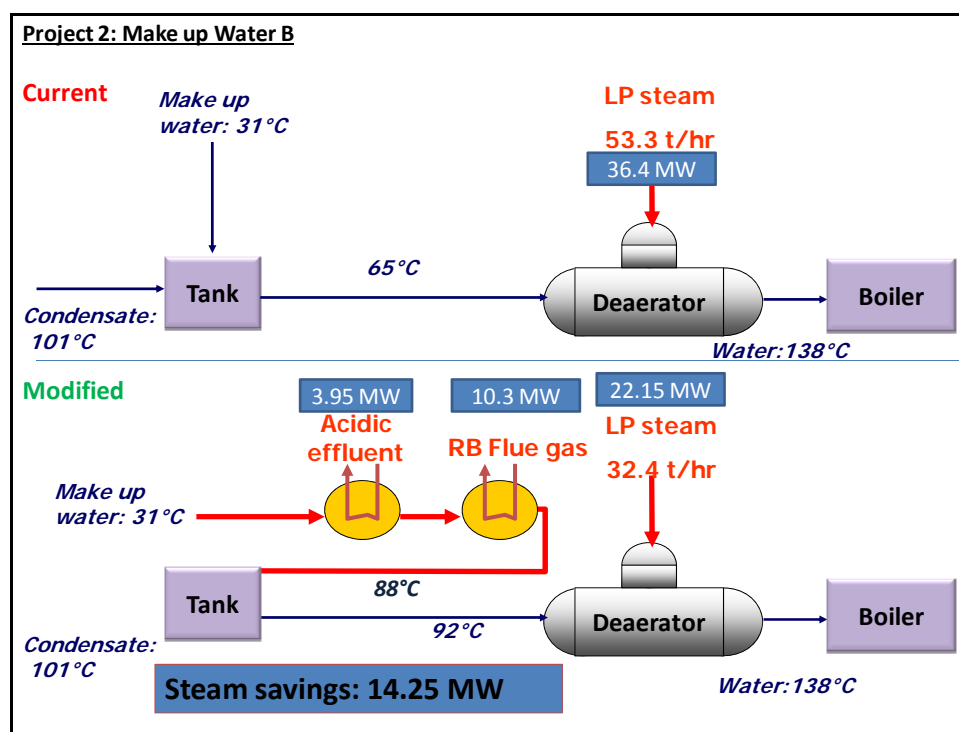 Project 2: Make up Water B
Current
Make up
water: 31°C
LP steam
53.3 t/hr
36.4 MW
65°C
Tank
Deaerator
Boiler
Condensate:
101°C
Water:138°C
Modified
3.95 MW
10.3 MW
22.15 MW
Acidic
effluent
RB Flue gas
LP steam
32.4 t/hr
Make up
water: 31°C
88°C
Tank
92°C
Deaerator
Boiler
Condensate:
101°C
Steam savings: 14.25 MW
Water:138°C